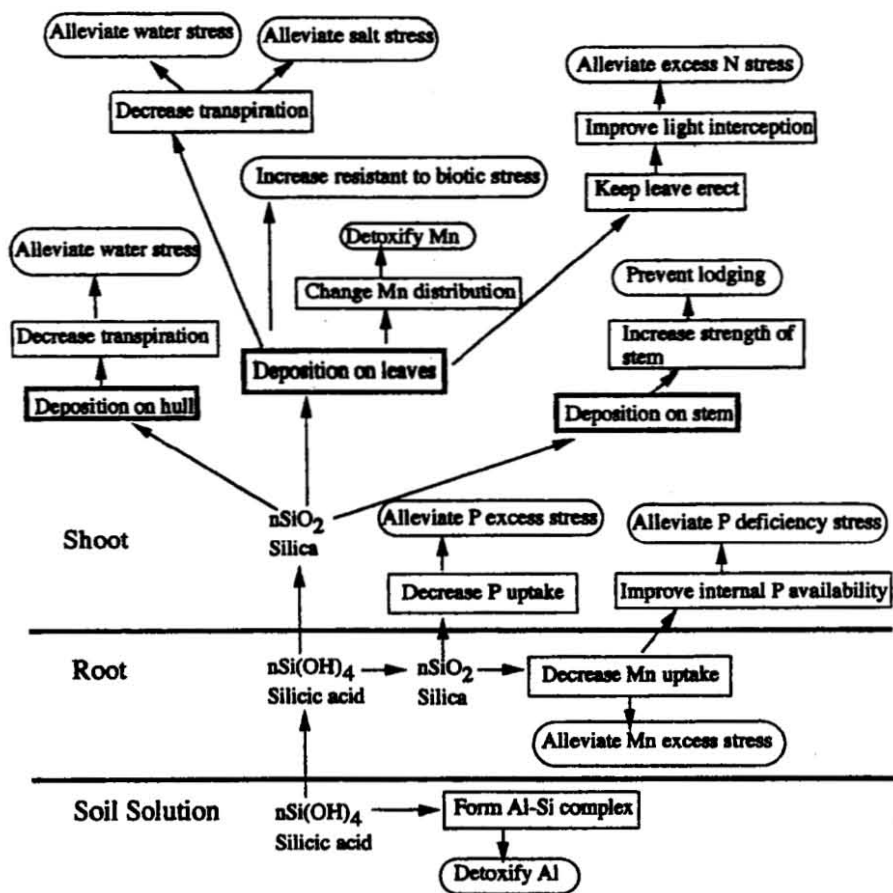 Alleviate water stress
Alleviate salt stress
Decrease transpiration
Alleviate excess N stress
Improve light interception
Keep leave erect
Increase resistant to biotic stress
Detoxify Mn
Change Mn distribution
Alleviate water stress
Decrease transpiration
Deposition on hull
Deposition on leaves
Prevent lodging
Increase strength of
stem
Deposition on stem
Shoot
nSiO₂
Silica
Alleviate P excess stress
Decrease P uptake
Alleviate P deficiency stress
Improve internal P availability
Root
nSi(OH)₄
Silicic acid
nSiO₂
Silica
Decrease Mn uptake
Alleviate Mn excess stress
Soil Solution
nSi(OH)₄
Silicic acid
Form Al-Si complex
Detoxify Al